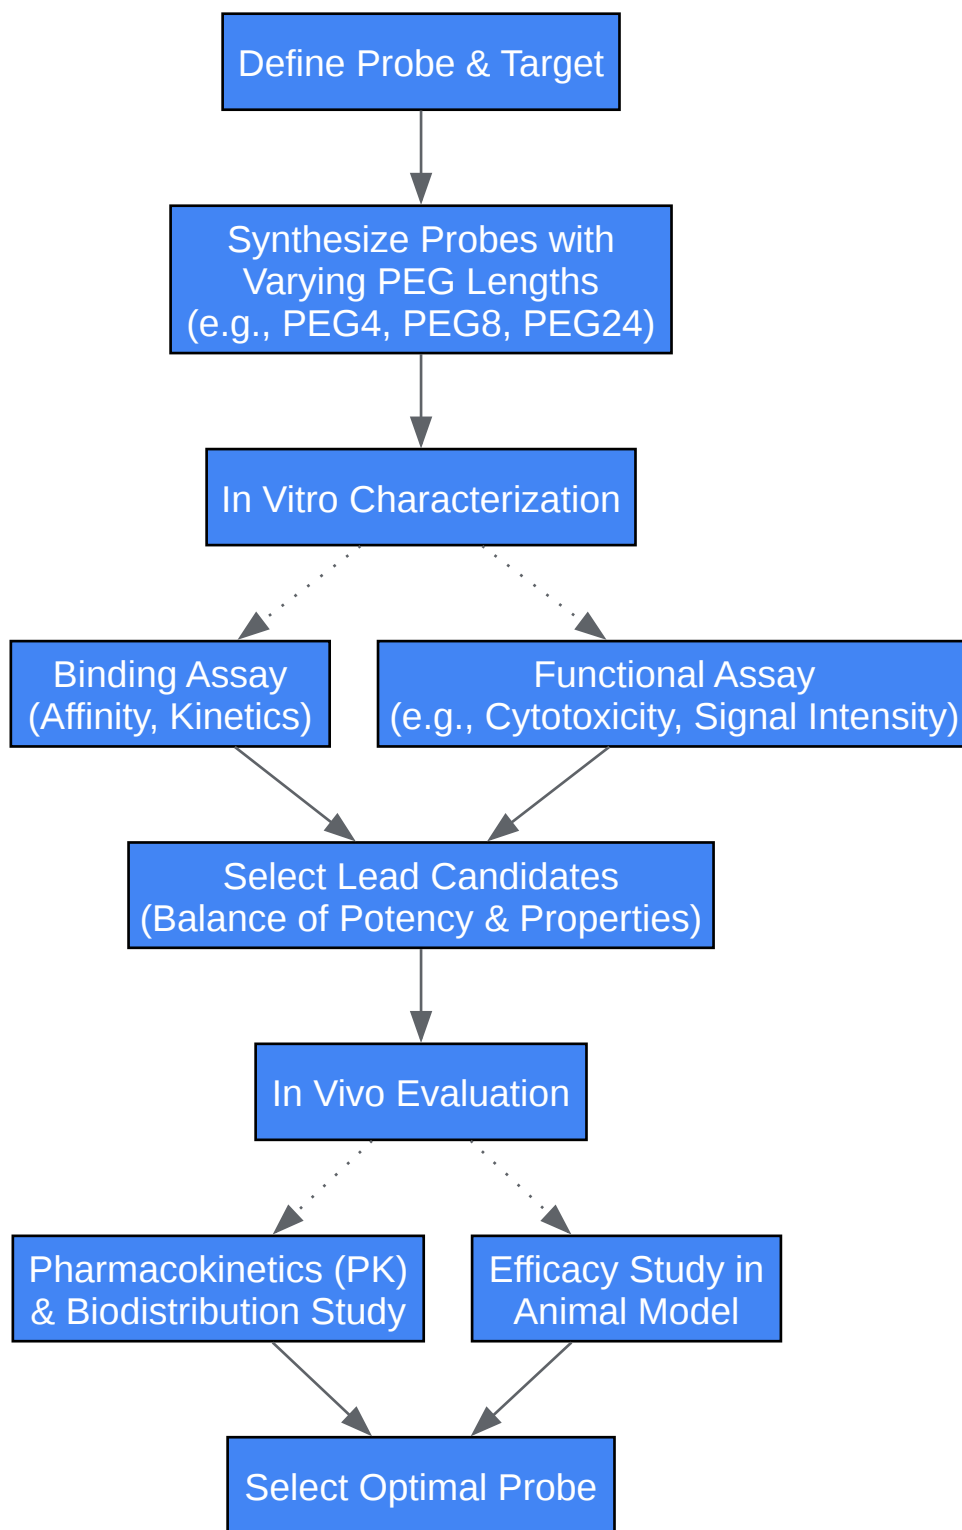 Define Probe & Target
Synthesize Probes with
Varying PEG Lengths
(e.g., PEG4, PEG8, PEG24)
In Vitro Characterization
Binding Assay
(Affinity, Kinetics)
Functional Assay
(e.g., Cytotoxicity, Signal Intensity)
Select Lead Candidates
(Balance of Potency & Properties)
In Vivo Evaluation
Pharmacokinetics (PK)
& Biodistribution Study
Efficacy Study in
Animal Model
Select Optimal Probe